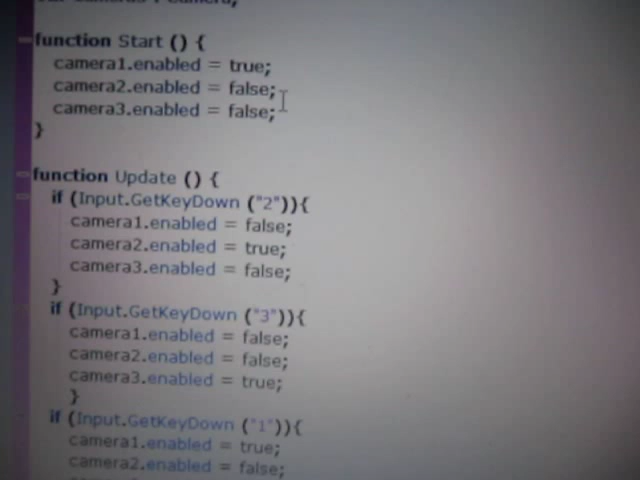 function Start () {
camera1.enabled = true;
camera2.enabled = false;
camera3.enabled = false;
}
function Update () {
if (Input.GetKeyDown ("2")){
camera1.enabled = false;
camera2.enabled = true;
camera3.enabled = false;
}
if (Input.GetKeyDown ("3")){
camera1.enabled = false;
camera2.enabled = false;
camera3.enabled = true;
}
if (Input.GetKeyDown ("1")){
camera1.enabled = true;
camera2.enabled = false;